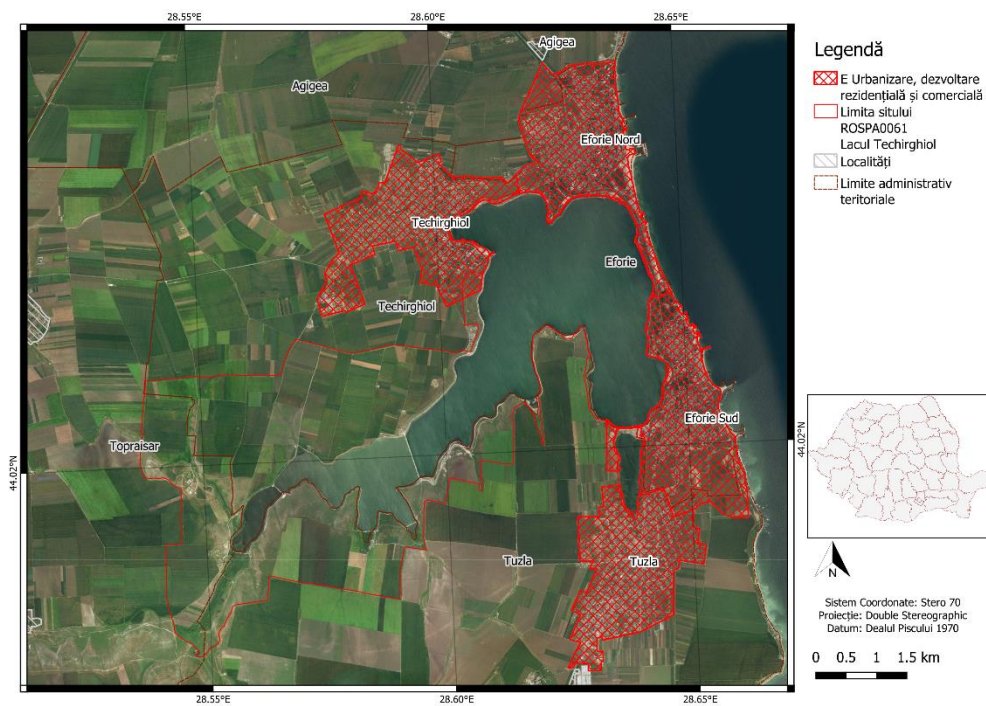 28.55°E
28.60°E
28.65°E
Agigea
Agigea
Eforie Nord
Techirghiol
Eforie
Techirghiol
Eforie Sud
Topraisar
Tuzla
Tuzla
44.02°N
44.02°N
28.55°E
28.60°E
28.65°E
Legendă
E Urbanizare, dezvoltare
rezidențială și comercială
Limita sitului
ROSPA0061
Lacul Techirghiol
Localități
Limite administrativ
teritoriale
N
Sistem Coordonate: Stero 70
Proiecție: Double Stereographic
Datum: Dealul Piscului 1970
0 0.5 1 1.5 km